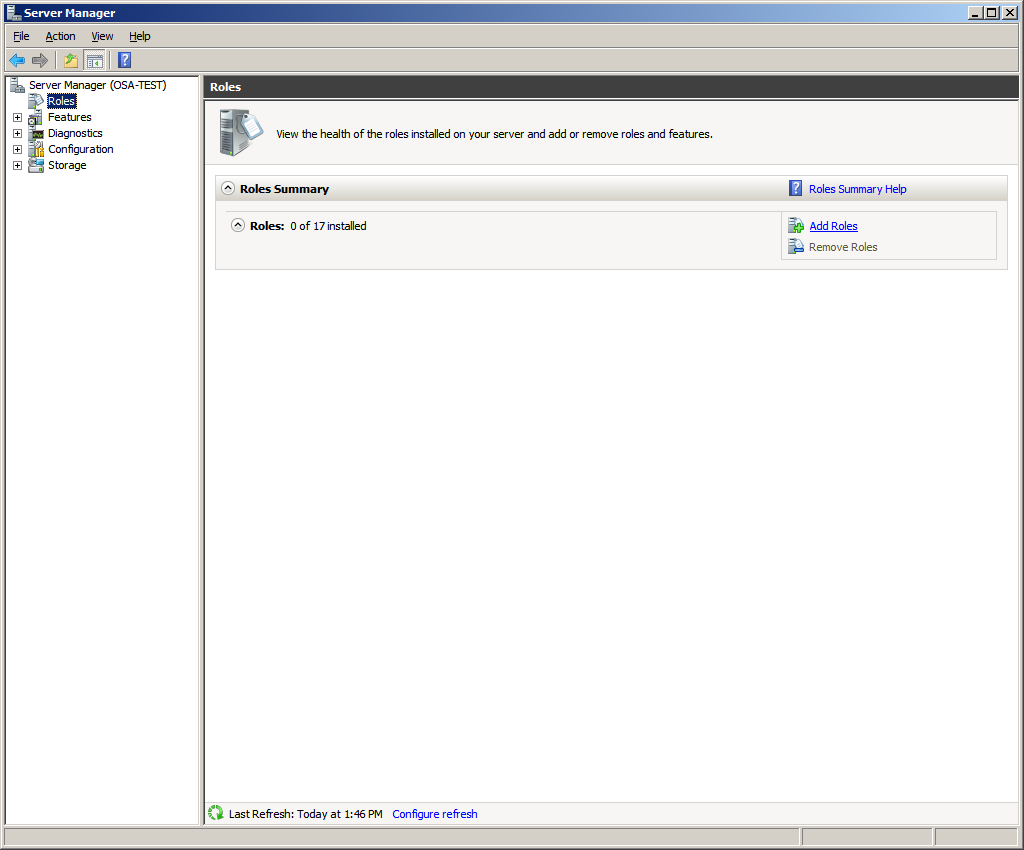 Server Manager
File Action View Help
Server Manager (OSA-TEST)
Roles
Features
Diagnostics
Configuration
Storage
Roles
View the health of the roles installed on your server and add or remove roles and features.
Roles Summary
Roles Summary Help
Roles: 0 of 17 installed
Add Roles
Remove Roles
Last Refresh: Today at 1:46 PM Configure refresh